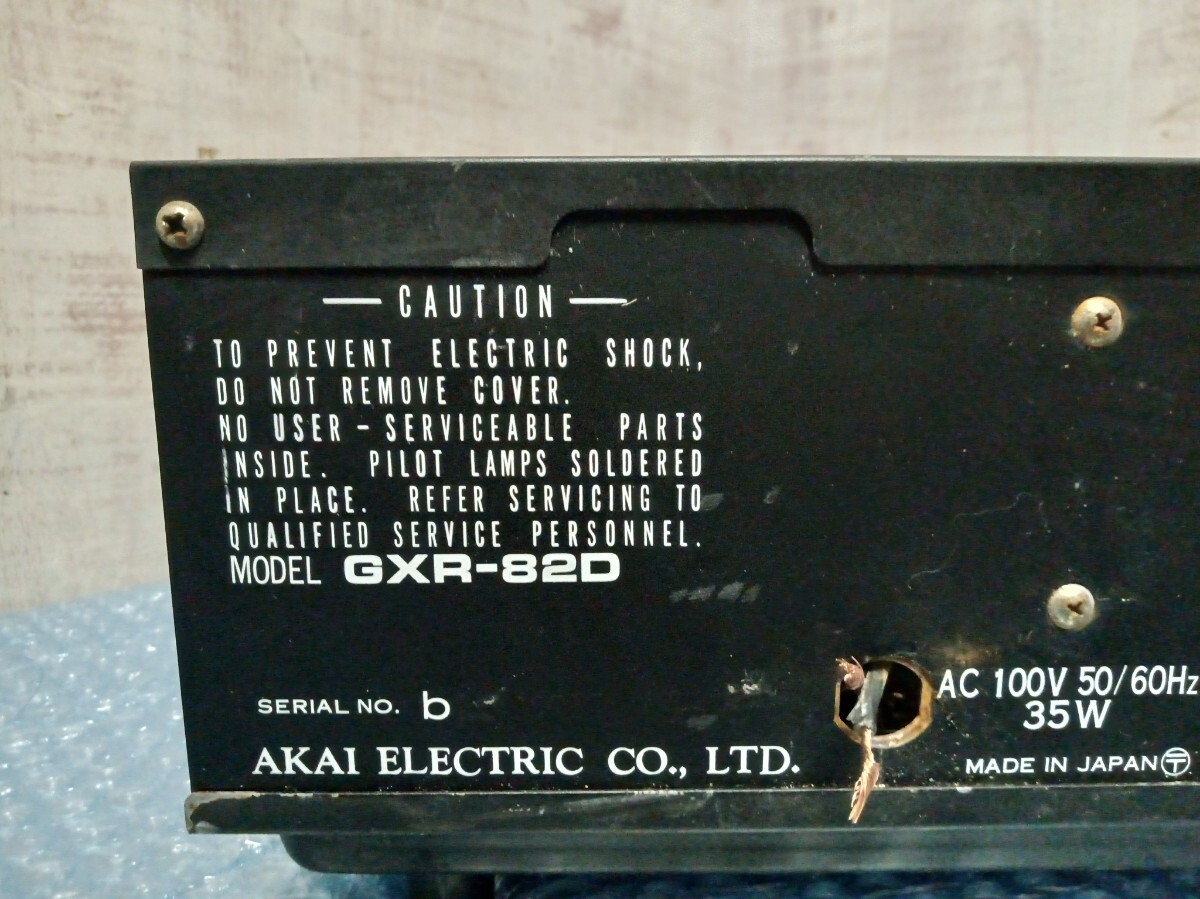 CAUTION
TO PREVENT ELECTRIC SHOCK,
DO NOT REMOVE COVER.
NO USER-SERVICEABLE PARTS
INSIDE. PILOT LAMPS SOLDERED
IN PLACE. REFER SERVICING TO
QUALIFIED SERVICE PERSONNEL.
MODEL GXR-82D
SERIAL NO. b
AC 100V 50/60Hz
35W
AKAI ELECTRIC CO., LTD.
MADE IN JAPAN 〒